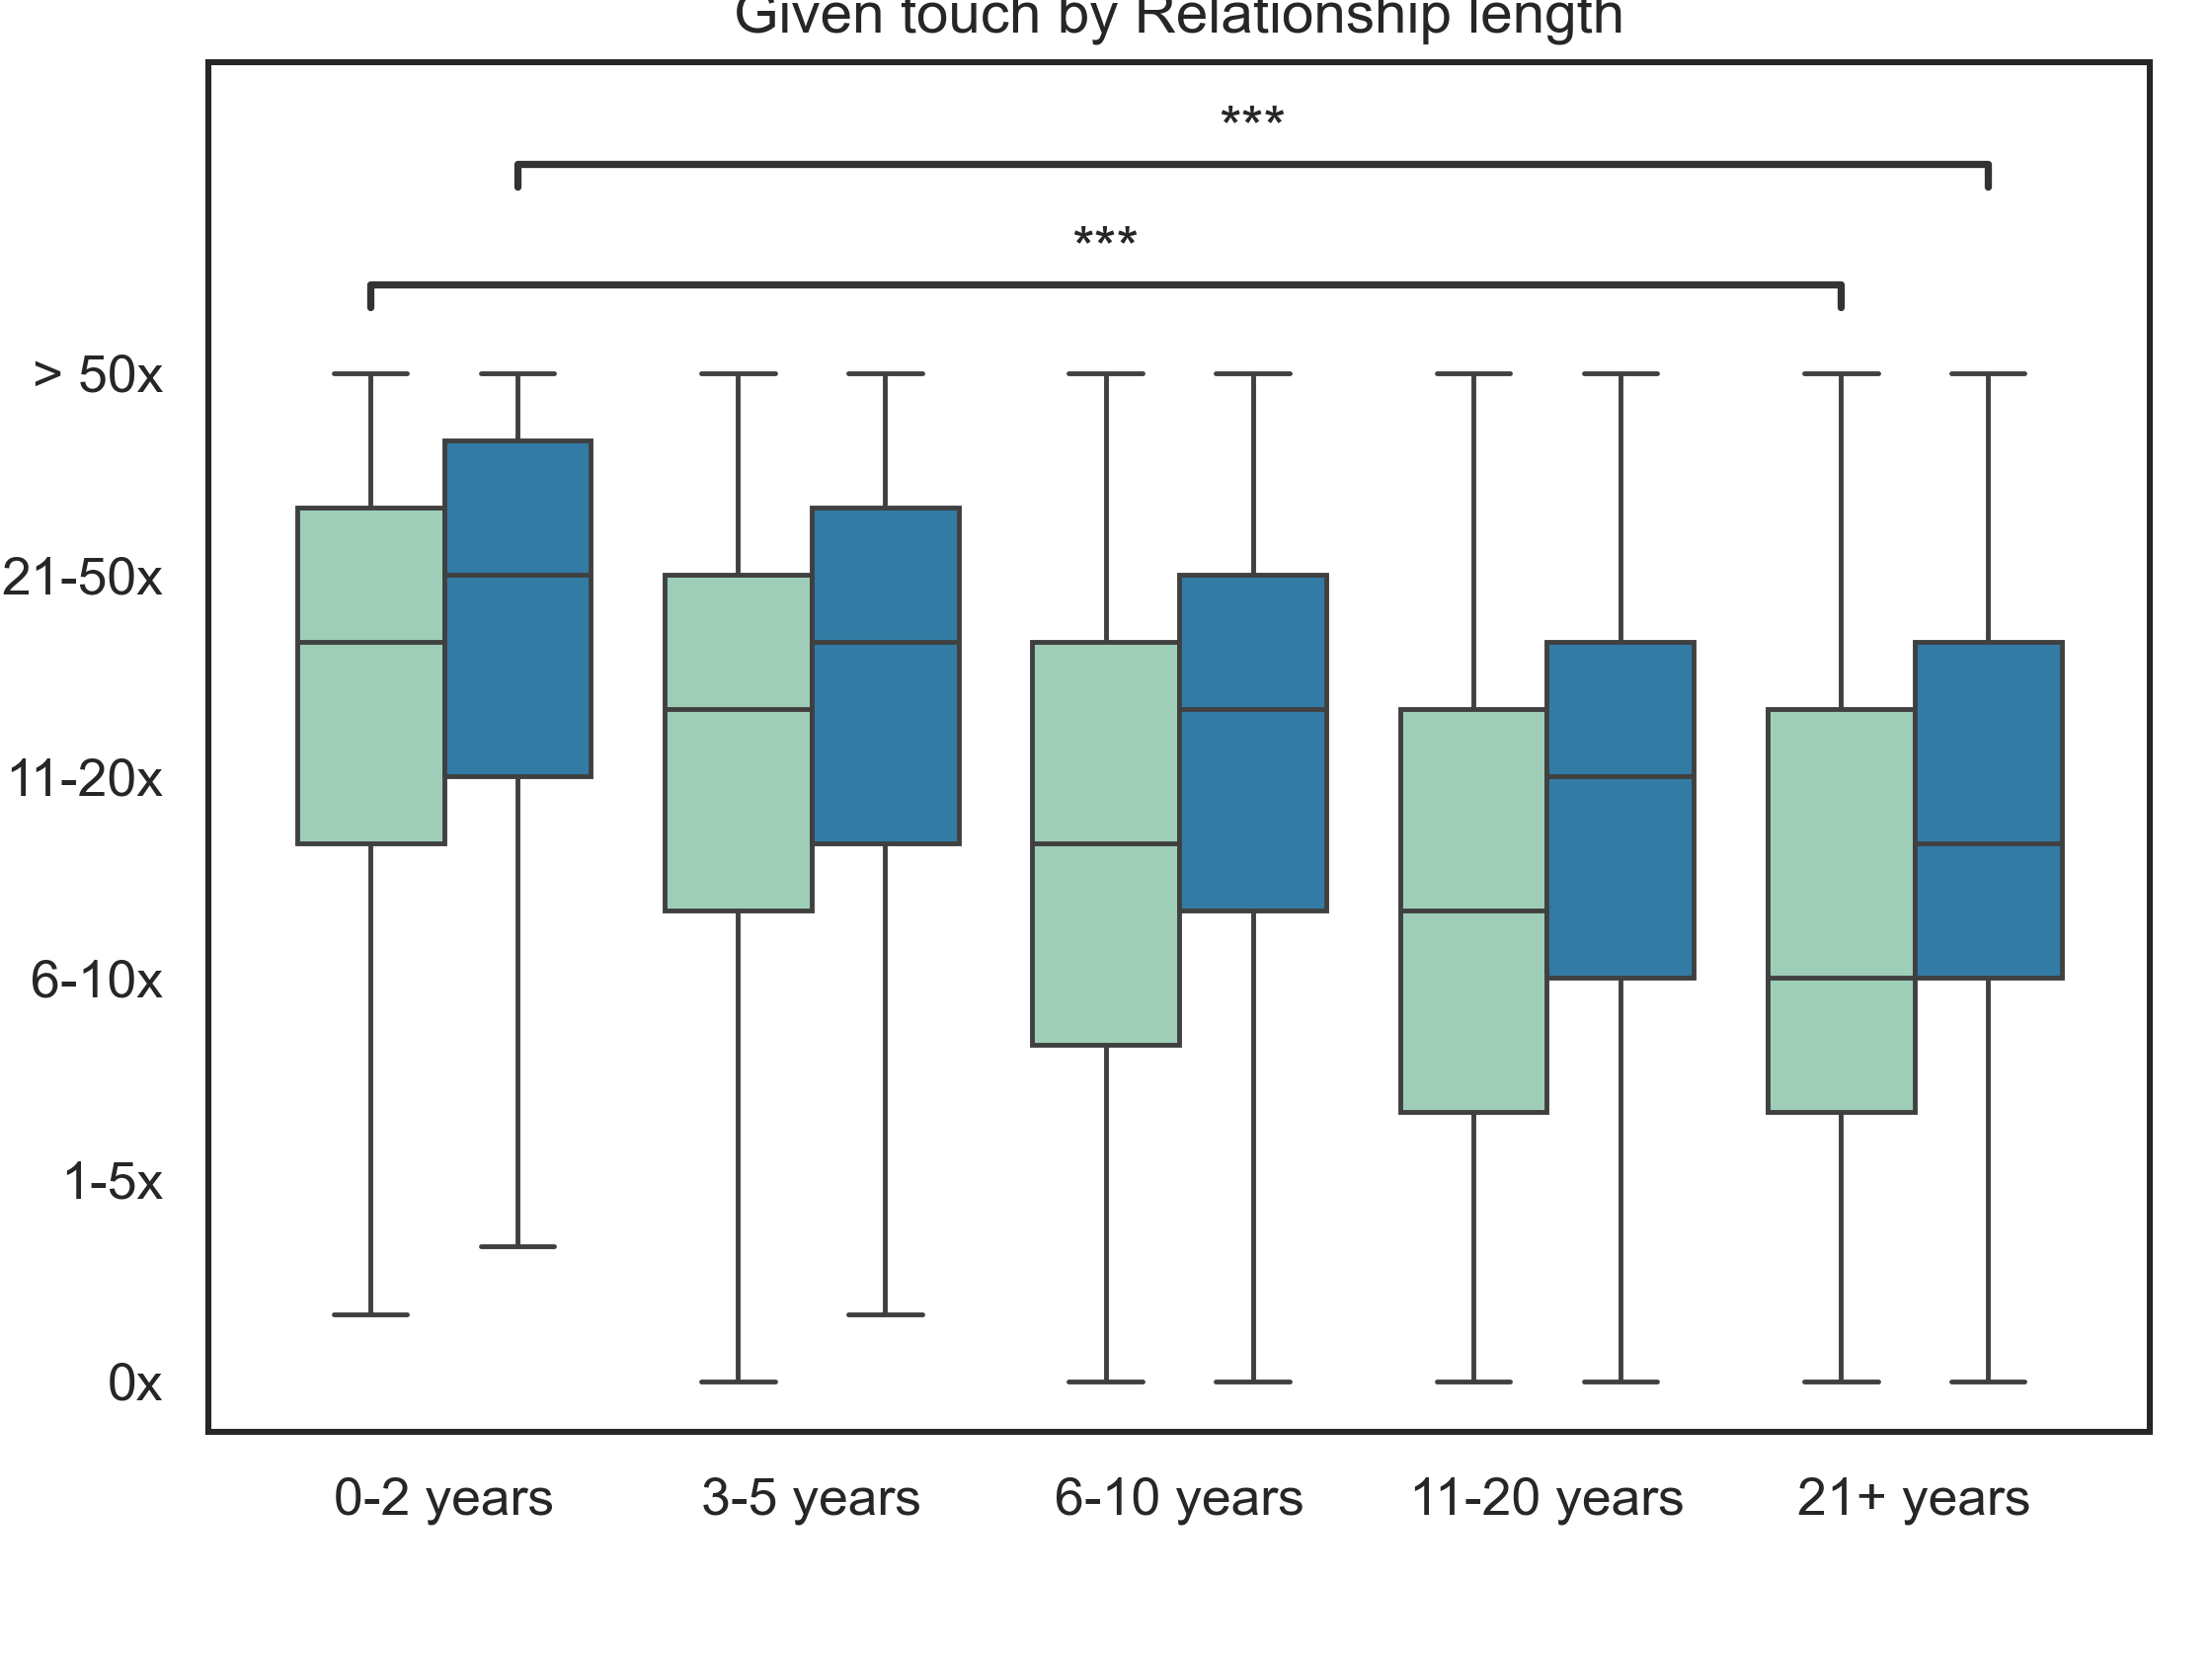 Given touch by Relationship length
***
***
> 50x
21-50x
11-20x
6-10x
1-5x
0x
0-2 years
3-5 years
6-10 years
11-20 years
21+ years